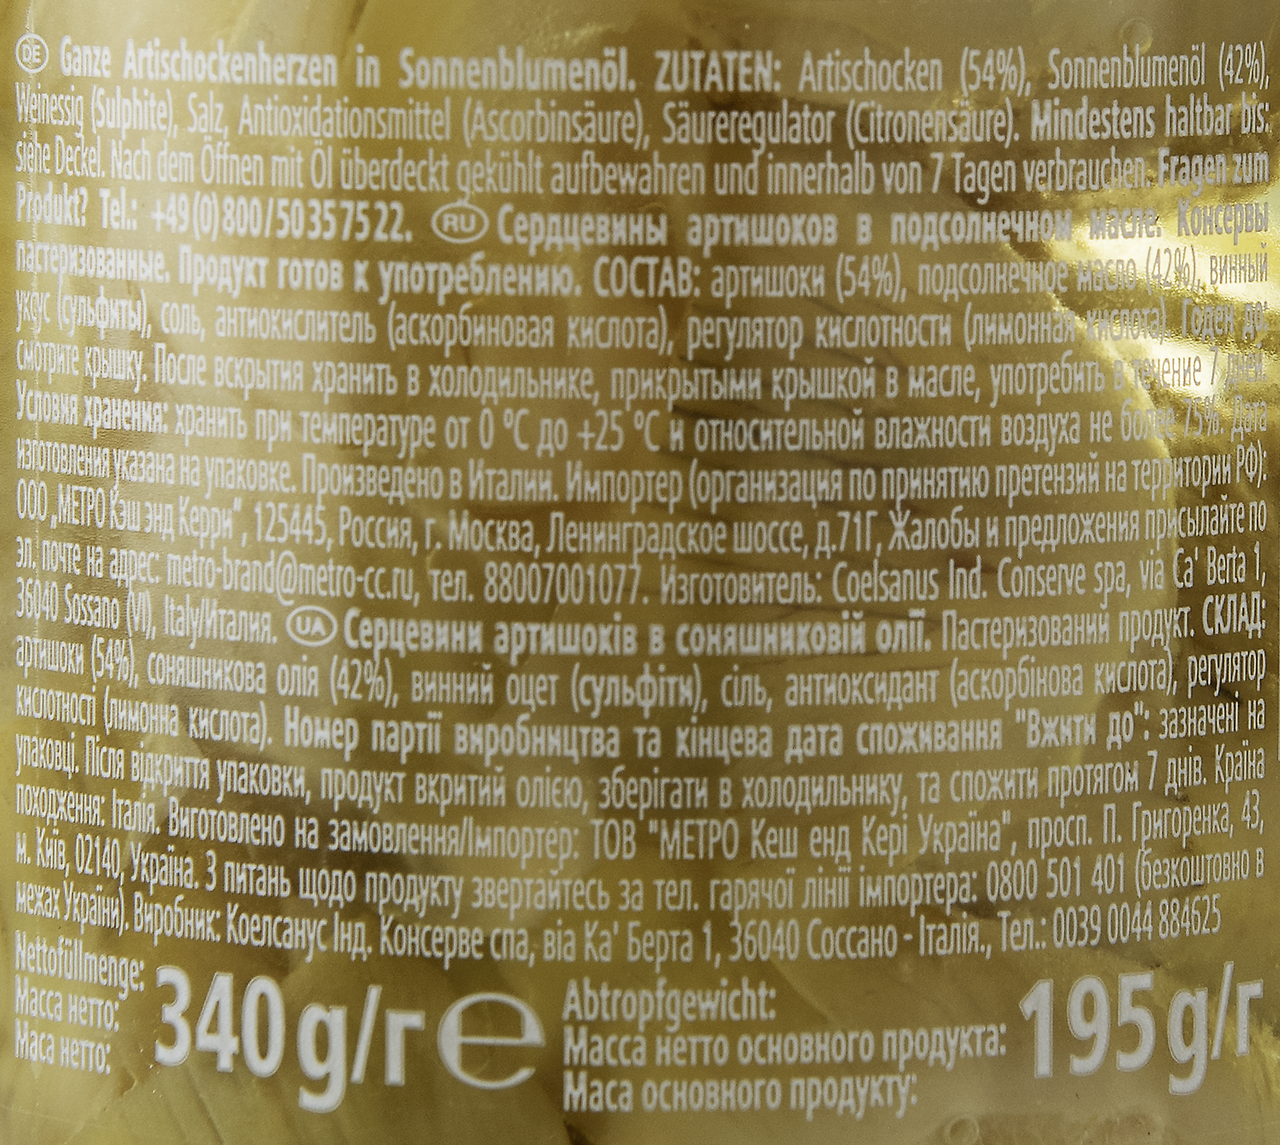 DE Ganze Artischockenherzen in Sonnenblumenöl. ZUTATEN: Artischocken (54%), Sonnenblumenöl (42%),
Weinessig (Sulphite), Salz, Antioxidationsmittel (Ascorbinsäure), Säureregulator (Citronensäure). Mindestens haltbar bis:
siehe Deckel. Nach dem Öffnen mit Öl überdeckt gekühlt aufbewahren und innerhalb von 7 Tagen verbrauchen. Fragen zum
Produkt? Tel.: +49(0)800/50357522. RU Сердцевины артишоков в подсолнечном масле. Консервы
пастеризованные. Продукт готов к употреблению. СОСТАВ: артишоки (54%), подсолнечное масло (42%), винный
уксус (сульфиты), соль, антиокислитель (аскорбиновая кислота), регулятор кислотности (лимонная кислота). Годен до:
смотрите крышку. После вскрытия хранить в холодильнике, прикрытыми крышкой в масле, употребить в течение 7 дней.
Условия хранения: хранить при температуре от 0 °C до +25 °C и относительной влажности воздуха не более 75%. Дата
изготовления указана на упаковке. Произведено в Италии. Импортер (организация по принятию претензий на территории РФ):
ООО „МЕТРО Кэш энд Керри", 125445, Россия, г. Москва, Ленинградское шоссе, д.71Г, Жалобы и предложения присылайте по
эл. почте на адрес: metro-brand@metro-cc.ru, тел. 88007001077. Изготовитель: Coelsanus Ind. Conserve spa, via Ca' Berta 1,
36040 Sossano (VI), Italy/Италия. UA Серцевини артишоків в соняшниковій олії. Пастеризований продукт. СКЛАД:
артишоки (54%), соняшникова олія (42%), винний оцет (сульфіти), сіль, антиоксидант (аскорбінова кислота), регулятор
кислотності (лимонна кислота). Номер партії виробництва та кінцева дата споживання "Вжити до": зазначені на
упаковці. Після відкриття упаковки, продукт вкритий олією, зберігати в холодильнику, та спожити протягом 7 днів. Країна
походження: Італія. Виготовлено на замовлення/Імпортер: ТОВ "МЕТРО Кеш енд Кері Україна", просп. П. Григоренка, 43,
м. Київ, 02140, Україна. З питань щодо продукту звертайтесь за тел. гарячої лінії імпортера: 0800 501 401 (безкоштовно в
межах України). Виробник: Коелсанус Інд. Консерве спа, віа Ка' Берта 1, 36040 Соссано - Італія., Тел.: 0039 0044 884625
Nettofüllmenge:
Масса нетто:
Маса нетто:
340 g/г ℮
Abtropfgewicht:
Масса нетто основного продукта:
Маса основного продукту:
195 g/г